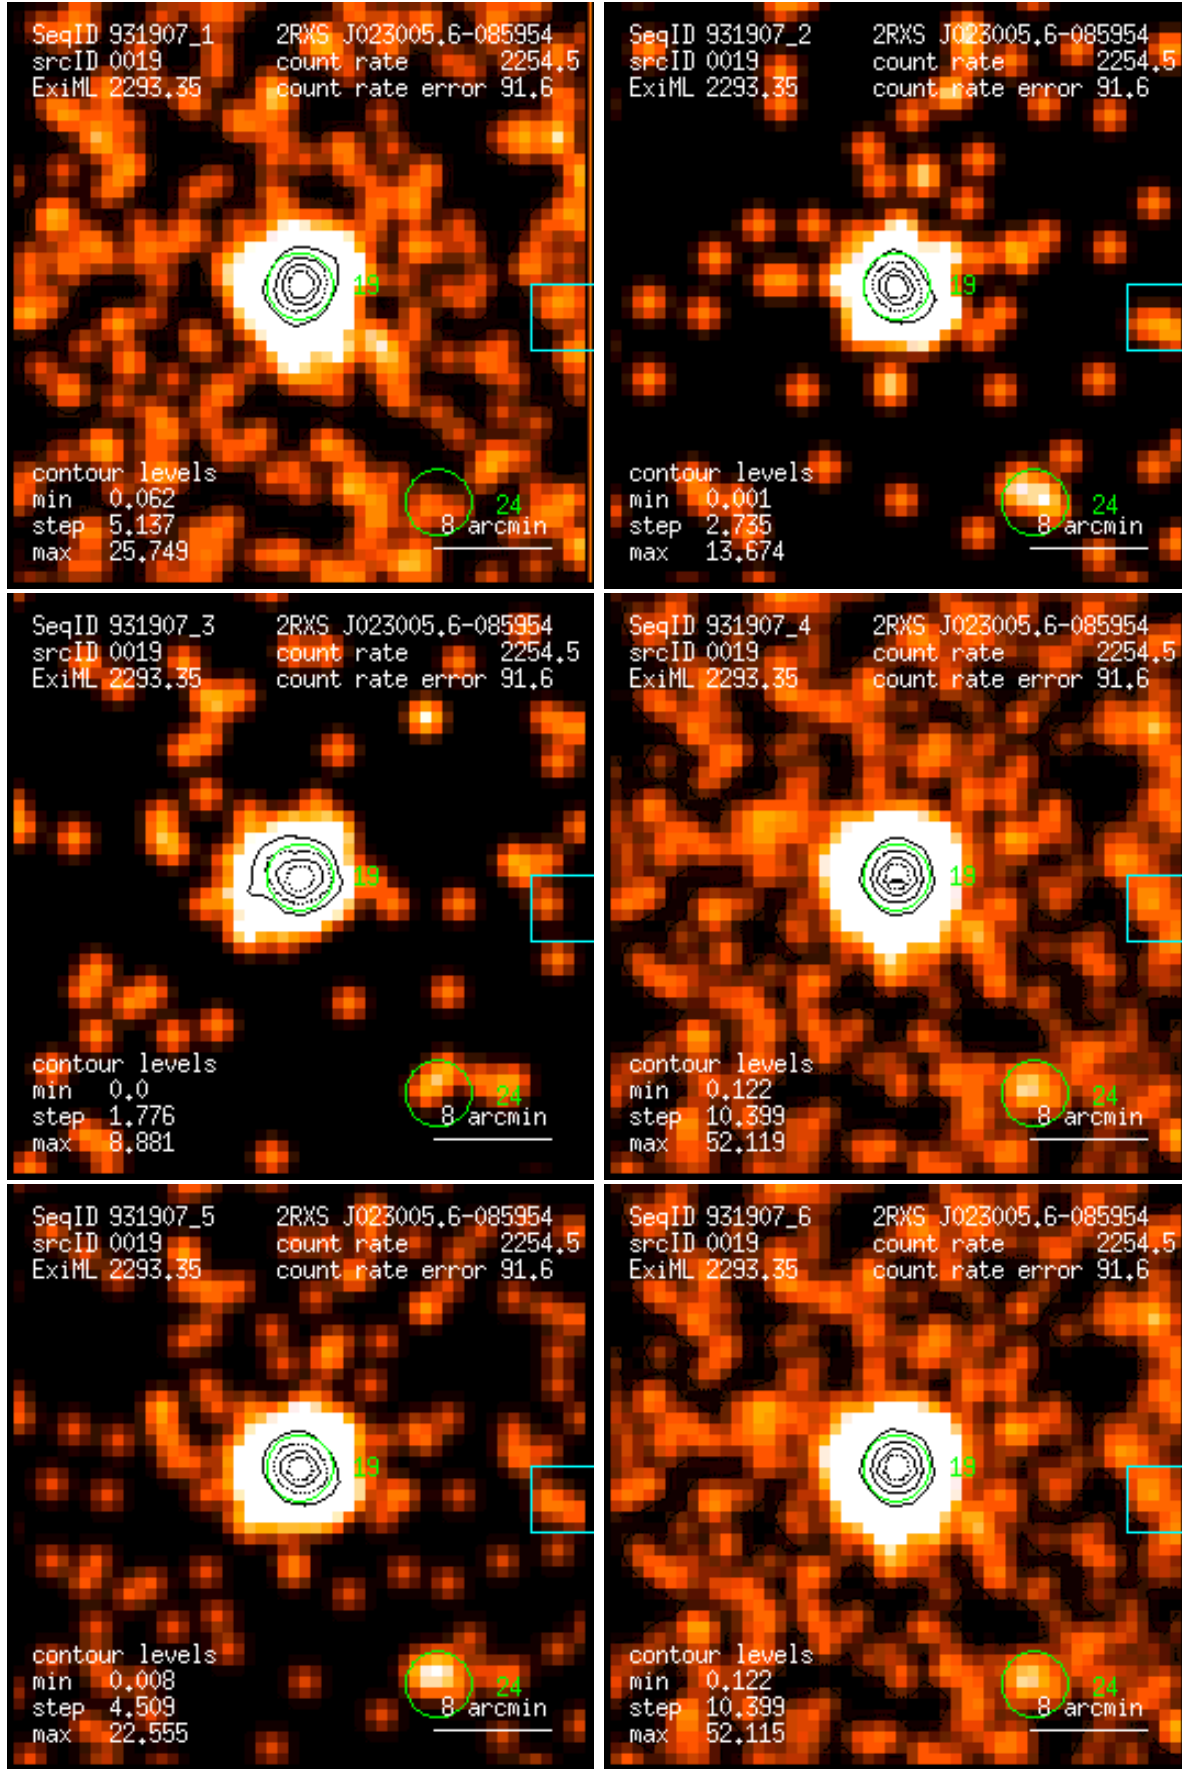 SeqID 931907_1 2RXS J023005.6-085954
srcID 0019 count rate 2254.5
ExiML 2293.35 count rate error 91.6
19
contour levels
min 0.062
24
step 5.137 8 arcmin
max 25.749
SeqID 931907_2 2RXS J023005.6-085954
srcID 0019 count rate 2254.5
ExiML 2293.35 count rate error 91.6
19
contour levels
min 0.001
24
step 2.735 8 arcmin
max 13.674
SeqID 931907_3 2RXS J023005.6-085954
srcID 0019 count rate 2254.5
ExiML 2293.35 count rate error 91.6
19
contour levels
min 0.0
24
step 1.776 8 arcmin
max 8.881
SeqID 931907_4 2RXS J023005.6-085954
srcID 0019 count rate 2254.5
ExiML 2293.35 count rate error 91.6
19
contour levels
min 0.122
24
step 10.399 8 arcmin
max 52.119
SeqID 931907_5 2RXS J023005.6-085954
srcID 0019 count rate 2254.5
ExiML 2293.35 count rate error 91.6
19
contour levels
min 0.008
24
step 4.509 8 arcmin
max 22.555
SeqID 931907_6 2RXS J023005.6-085954
srcID 0019 count rate 2254.5
ExiML 2293.35 count rate error 91.6
19
contour levels
min 0.122
24
step 10.399 8 arcmin
max 52.115